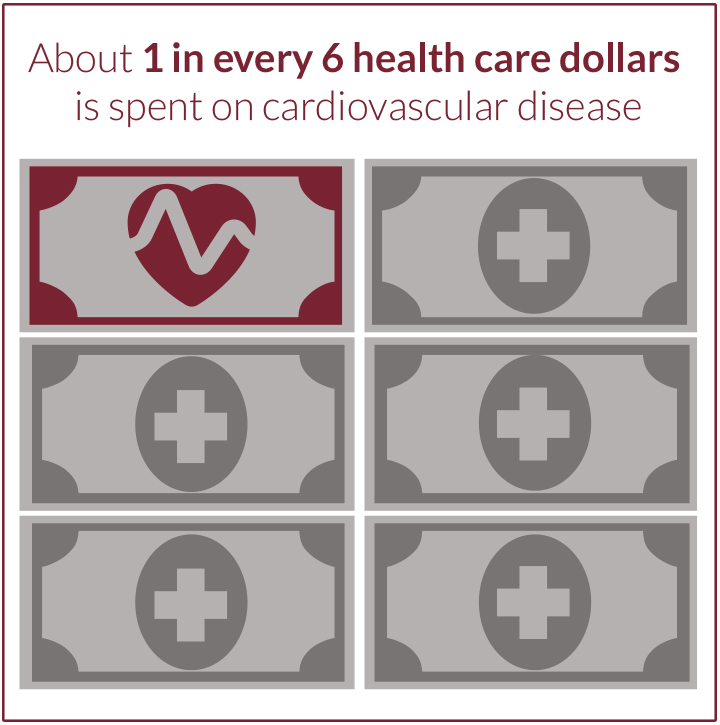 About 1 in every 6 health care dollars
is spent on cardiovascular disease